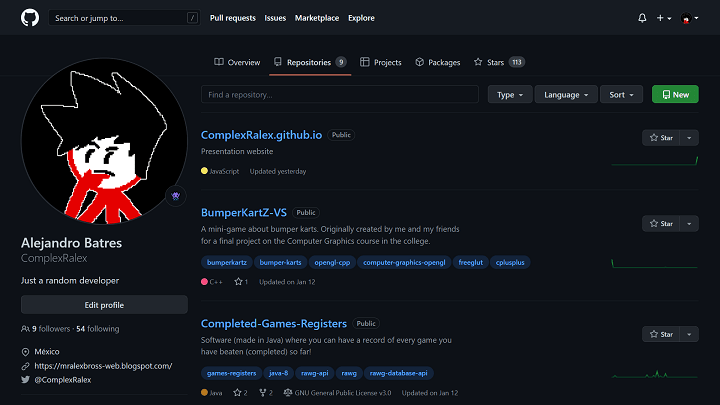 Search or jump to... /
Pull requests Issues Marketplace Explore
Overview Repositories 9 Projects Packages Stars 113
Find a repository... Type Language Sort New
ComplexRalex.github.io Public
Star
Presentation website
JavaScript Updated yesterday
BumperKartZ-VS Public
Star
A mini-game about bumper karts. Originally created by me and my friends
for a final project on the Computer Graphics course in the college.
bumperkartz bumper-karts opengl-cpp computer-graphics-opengl freeglut cplusplus
C++ 1 Updated on Jan 12
Completed-Games-Registers Public
Star
Software (made in Java) where you can have a record of every game you
have beaten (completed) so far!
games-registers java-8 rawg-api rawg rawg-database-api
Java 2 2 GNU General Public License v3.0 Updated on Jan 12
Alejandro Batres
ComplexRalex
Just a random developer
Edit profile
9 followers · 54 following
México
https://mralexbross-web.blogspot.com/
@ComplexRalex